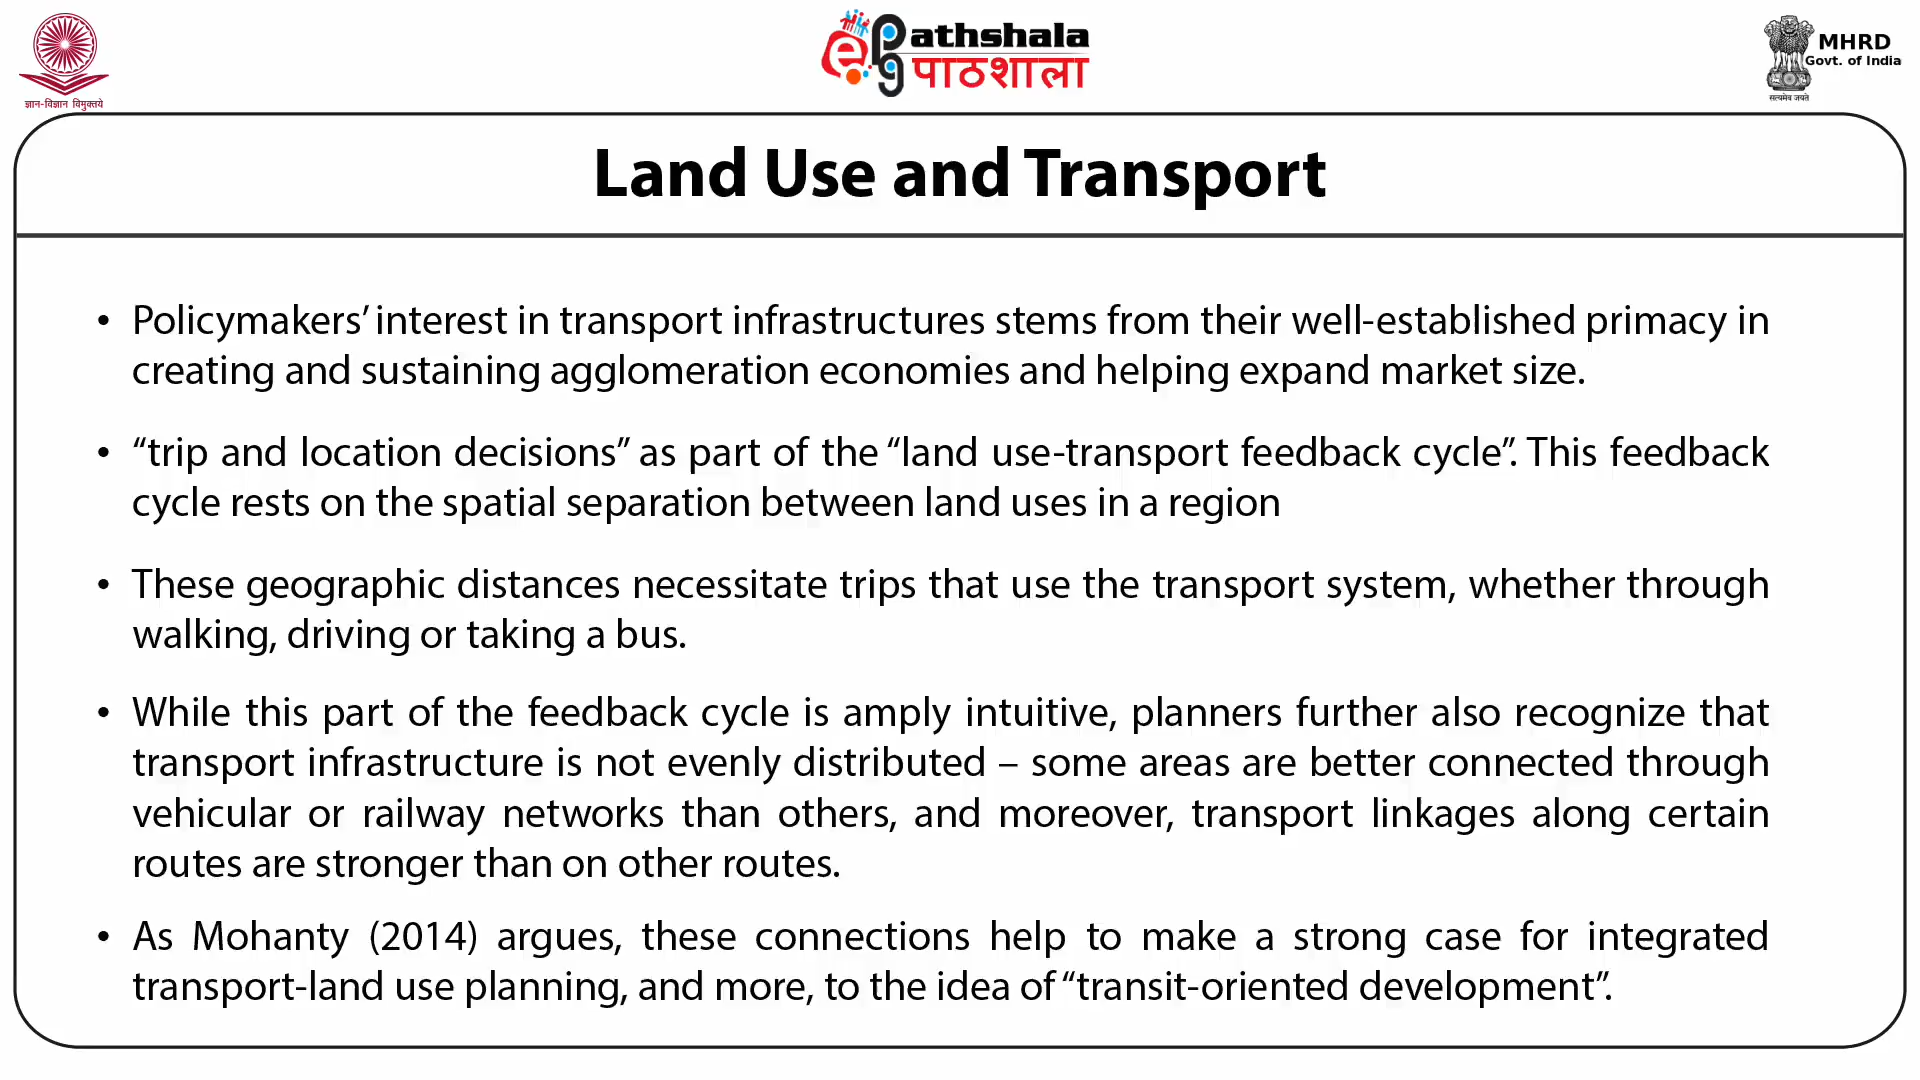 ज्ञान-विज्ञान विमुक्तये
ePg athshala
पाठशाला
MHRD
Govt. of India
सत्यमेव जयते
Land Use and Transport
• Policymakers’ interest in transport infrastructures stems from their well-established primacy in
creating and sustaining agglomeration economies and helping expand market size.
• “trip and location decisions” as part of the “land use-transport feedback cycle”. This feedback
cycle rests on the spatial separation between land uses in a region
• These geographic distances necessitate trips that use the transport system, whether through
walking, driving or taking a bus.
• While this part of the feedback cycle is amply intuitive, planners further also recognize that
transport infrastructure is not evenly distributed – some areas are better connected through
vehicular or railway networks than others, and moreover, transport linkages along certain
routes are stronger than on other routes.
• As Mohanty (2014) argues, these connections help to make a strong case for integrated
transport-land use planning, and more, to the idea of “transit-oriented development”.